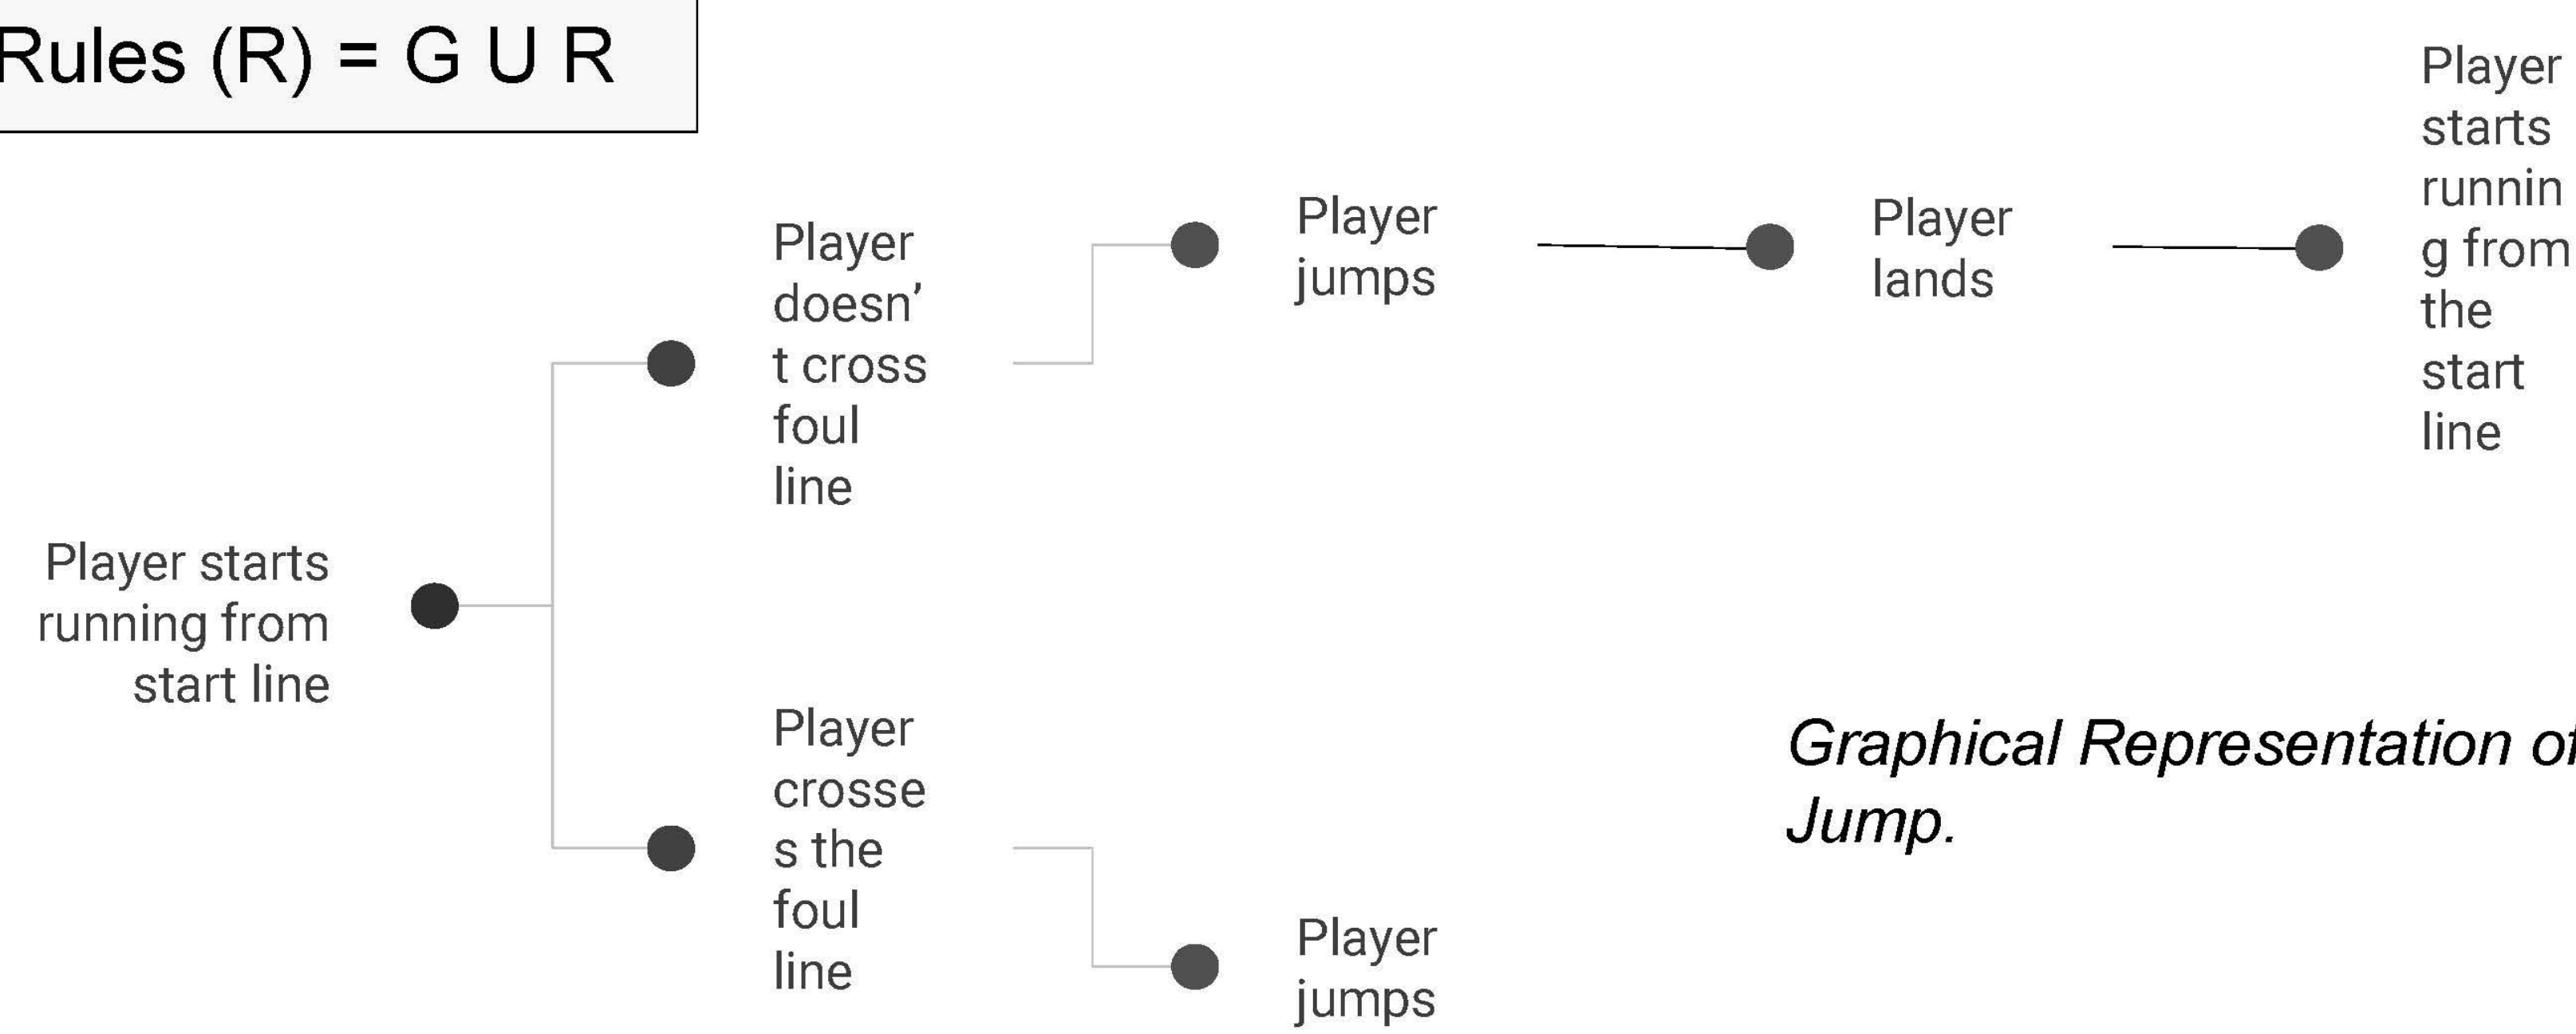 Rules (R) = G U R
Player starts
running from
start line
Player
doesn’
t cross
foul
line
Player
jumps
Player
lands
Player
starts
runnin
g from
the
start
line
Player
crosse
s the
foul
line
Player
jumps
Graphical Representation of
Jump.